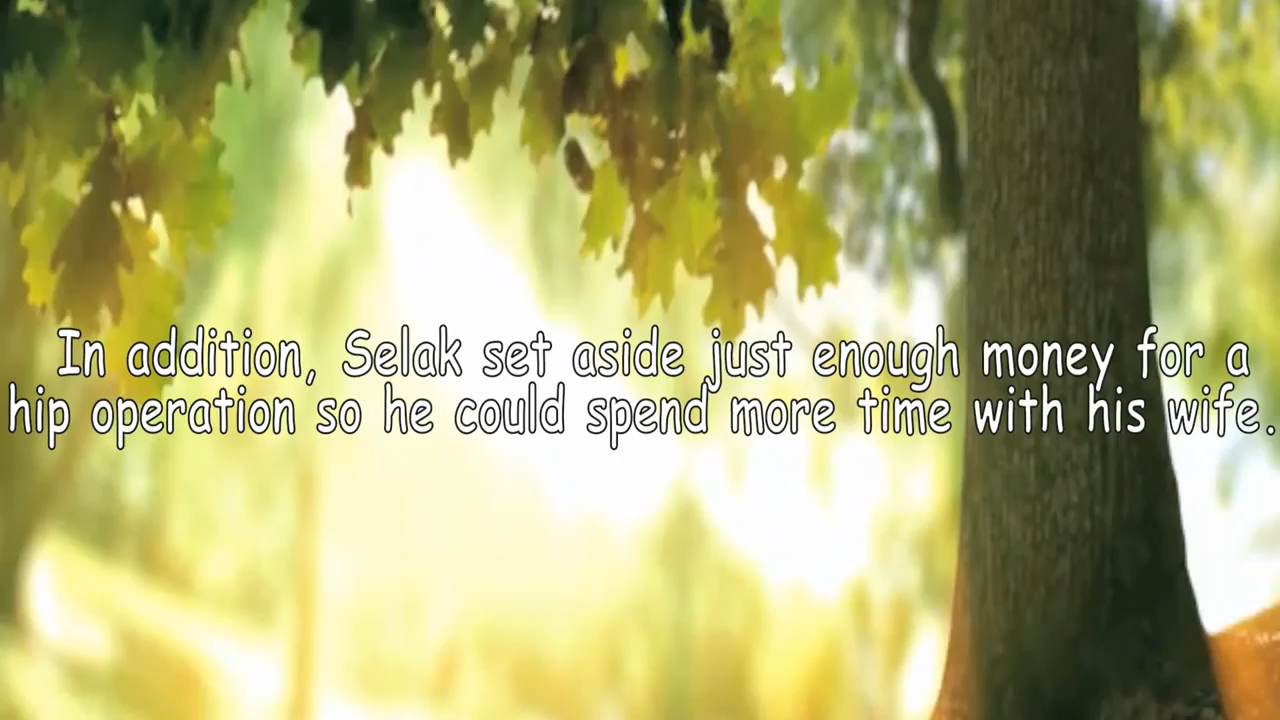 In addition, Selak set aside just enough money for a
hip operation so he could spend more time with his wife.